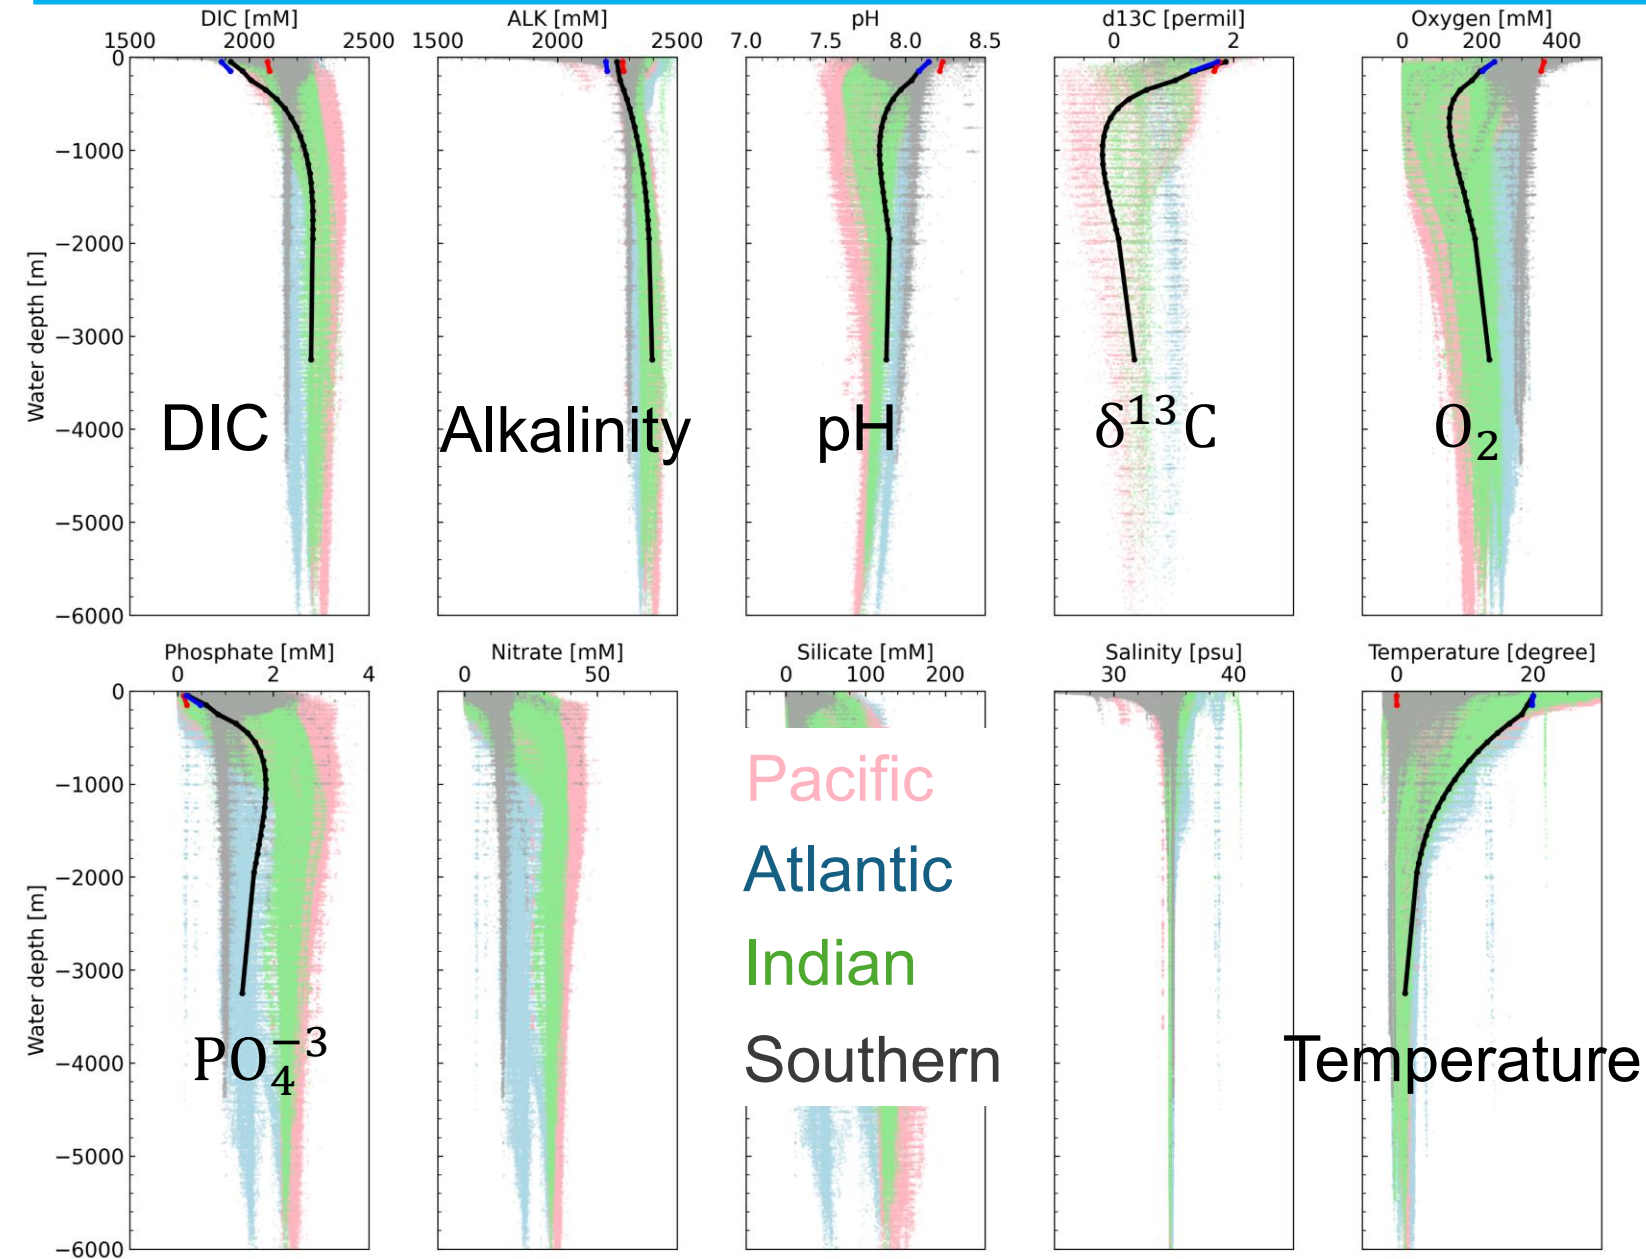 DIC [mM] ALK [mM] pH d13C [permil] Oxygen [mM]
1500 2000 2500 1500 2000 2500 7.0 7.5 8.0 8.5 0 2 0 200 400
0
−1000
−2000
−3000
−4000
−5000
−6000
Water depth [m]
DIC Alkalinity pH δ¹³C O₂
Phosphate [mM] Nitrate [mM] Silicate [mM] Salinity [psu] Temperature [degree]
0 2 4 0 50 0 100 200 30 40 0 20
0
−1000
−2000
−3000
−4000
−5000
−6000
Water depth [m]
Pacific
Atlantic
Indian
Southern
PO₄⁻³ Temperature